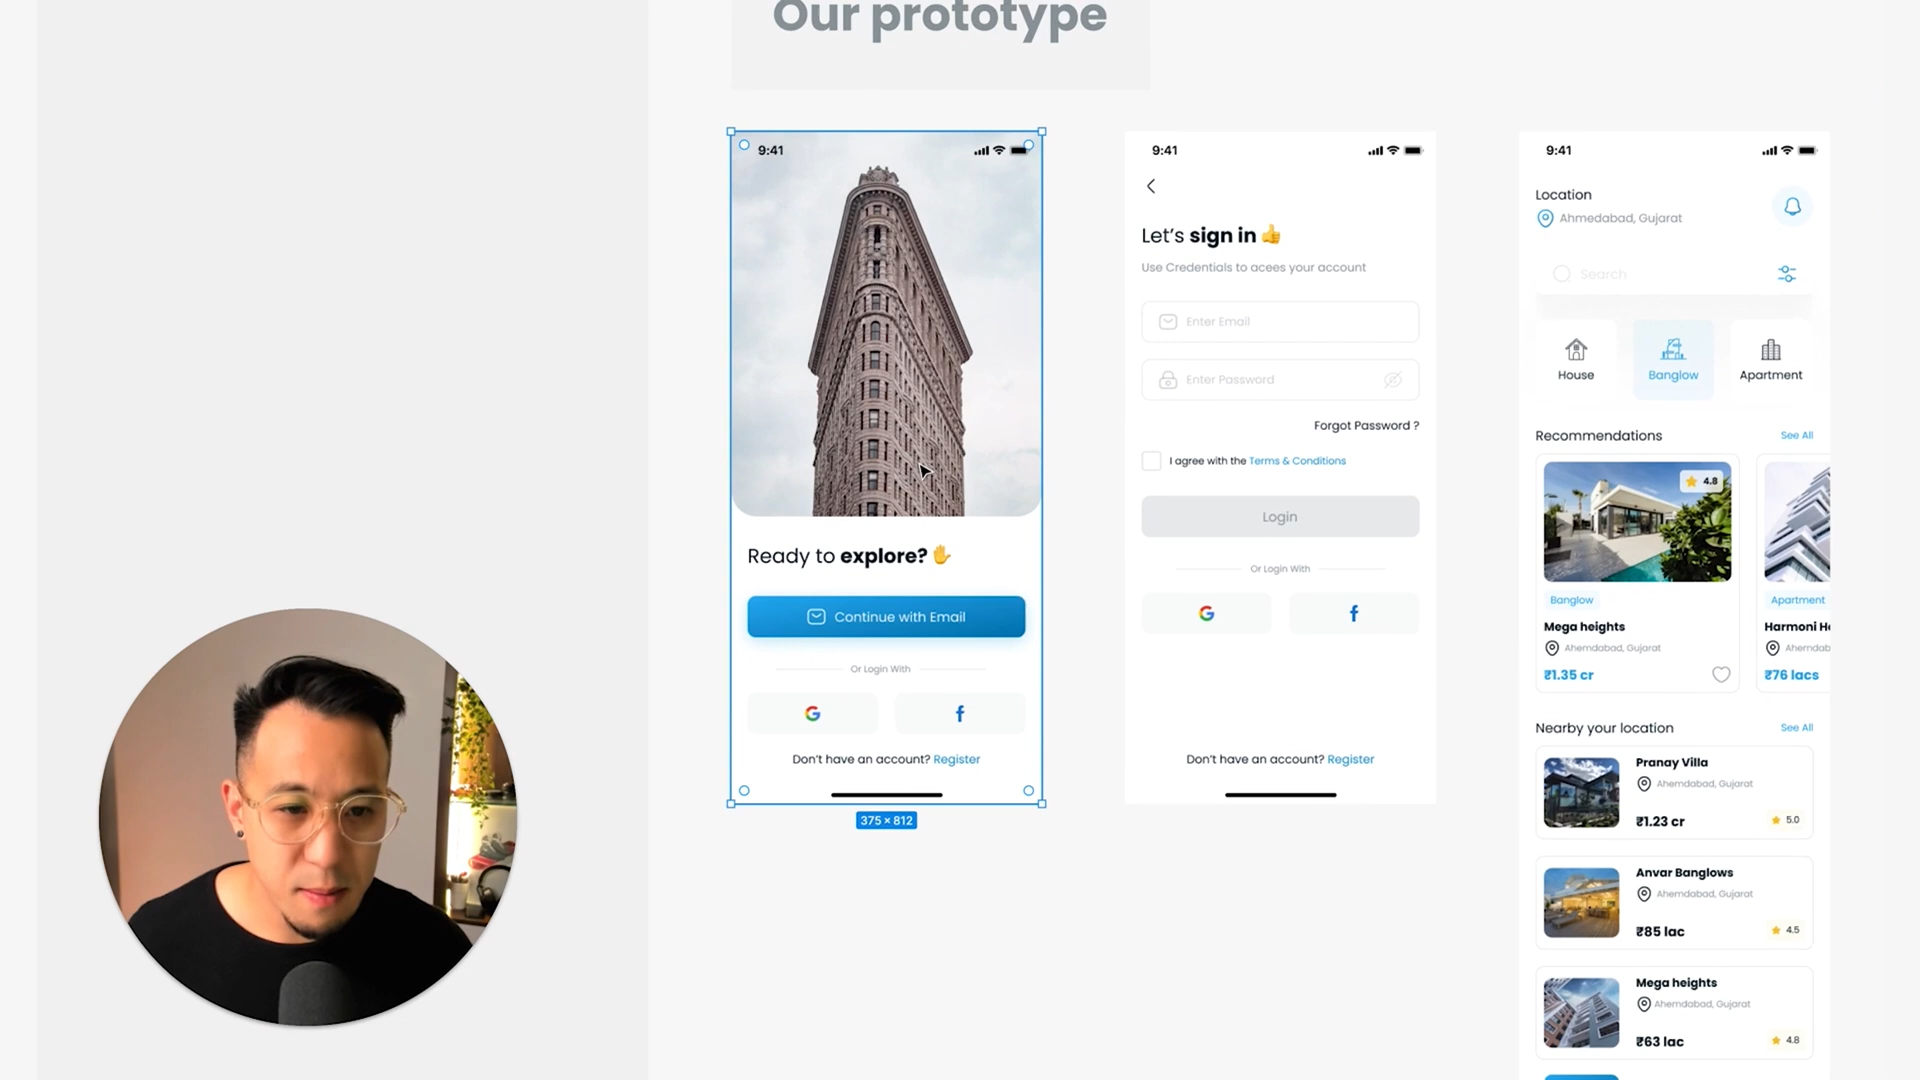 Our prototype
9:41
Ready to explore?
Continue with Email
Or Login With
G
f
Don't have an account? Register
375 × 812
9:41
Let's sign in
Use Credentials to acees your account
Enter Email
Enter Password
Forgot Password ?
I agree with the Terms & Conditions
Login
Or Login With
G
f
Don't have an account? Register
9:41
Location
Ahmedabad, Gujarat
Search
House
Banglow
Apartment
Recommendations
See All
4.8
Banglow
Mega heights
Ahemdabad, Gujarat
₹1.35 cr
Apartment
Harmoni H
Ahemdab
₹76 lacs
Nearby your location
See All
Pranay Villa
Ahemdabad, Gujarat
₹1.23 cr
5.0
Anvar Banglows
Ahemdabad, Gujarat
₹85 lac
4.5
Mega heights
Ahemdabad, Gujarat
₹63 lac
4.8